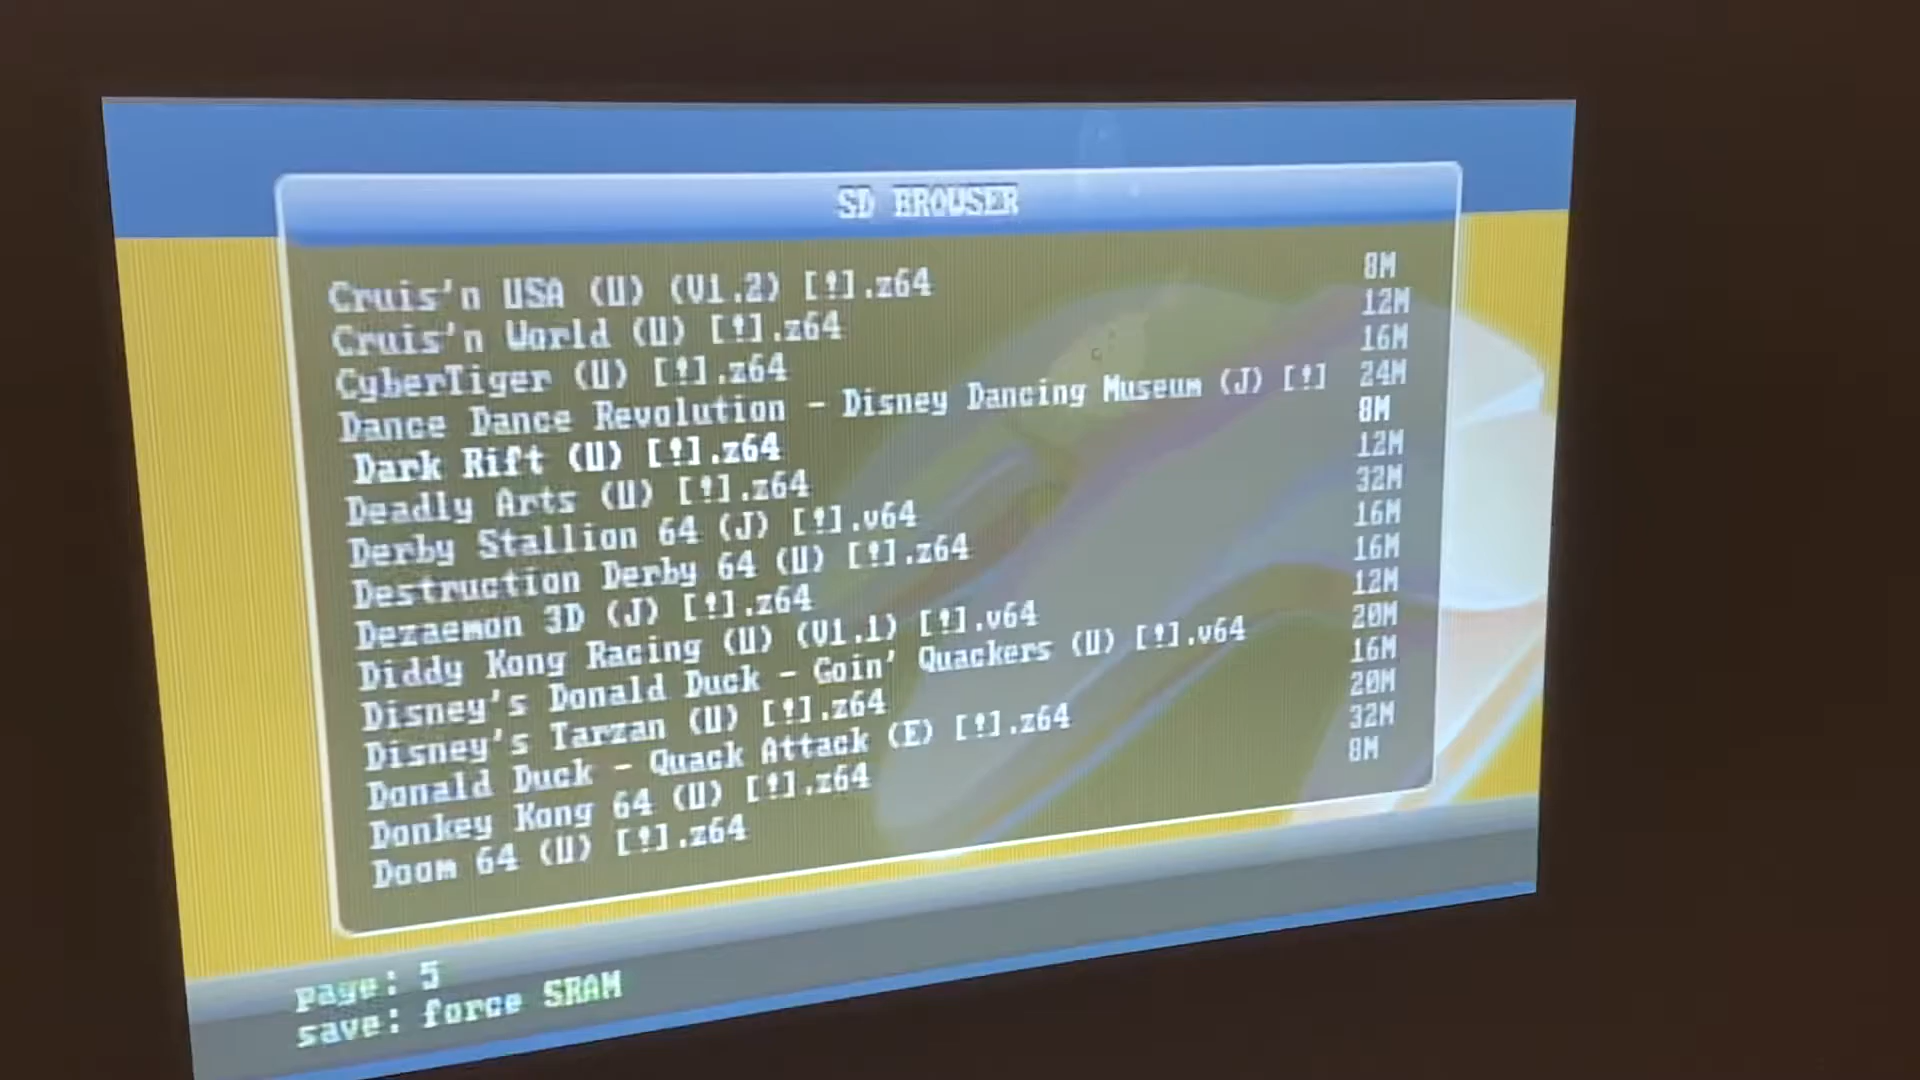 SD BROWSER
Cruis'n USA (U) (V1.2) [!].z64 8M
Cruis'n World (U) [!].z64 12M
CyberTiger (U) [!].z64 16M
Dance Dance Revolution - Disney Dancing Museum (J) [!] 24M
Dark Rift (U) [!].z64 8M
Deadly Arts (U) [!].z64 12M
Derby Stallion 64 (J) [!].v64 32M
Destruction Derby 64 (U) [!].z64 16M
Dezaemon 3D (J) [!].z64 16M
Diddy Kong Racing (U) (V1.1) [!].v64 12M
Disney's Donald Duck - Goin' Quackers (U) [!].v64 20M
Disney's Tarzan (U) [!].z64 16M
Donald Duck - Quack Attack (E) [!].z64 20M
Donkey Kong 64 (U) [!].z64 32M
Doom 64 (U) [!].z64 8M
page: 5
save: force SRAM